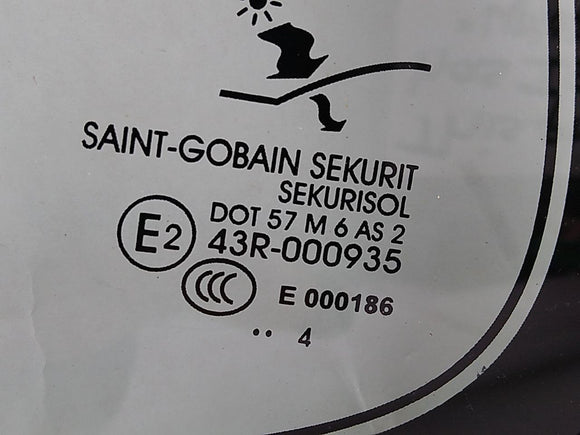 SAINT-GOBAIN SEKURIT
SEKURISOL
DOT 57 M 6 AS 2
E2 43R-000935
CCC E 000186
•• 4